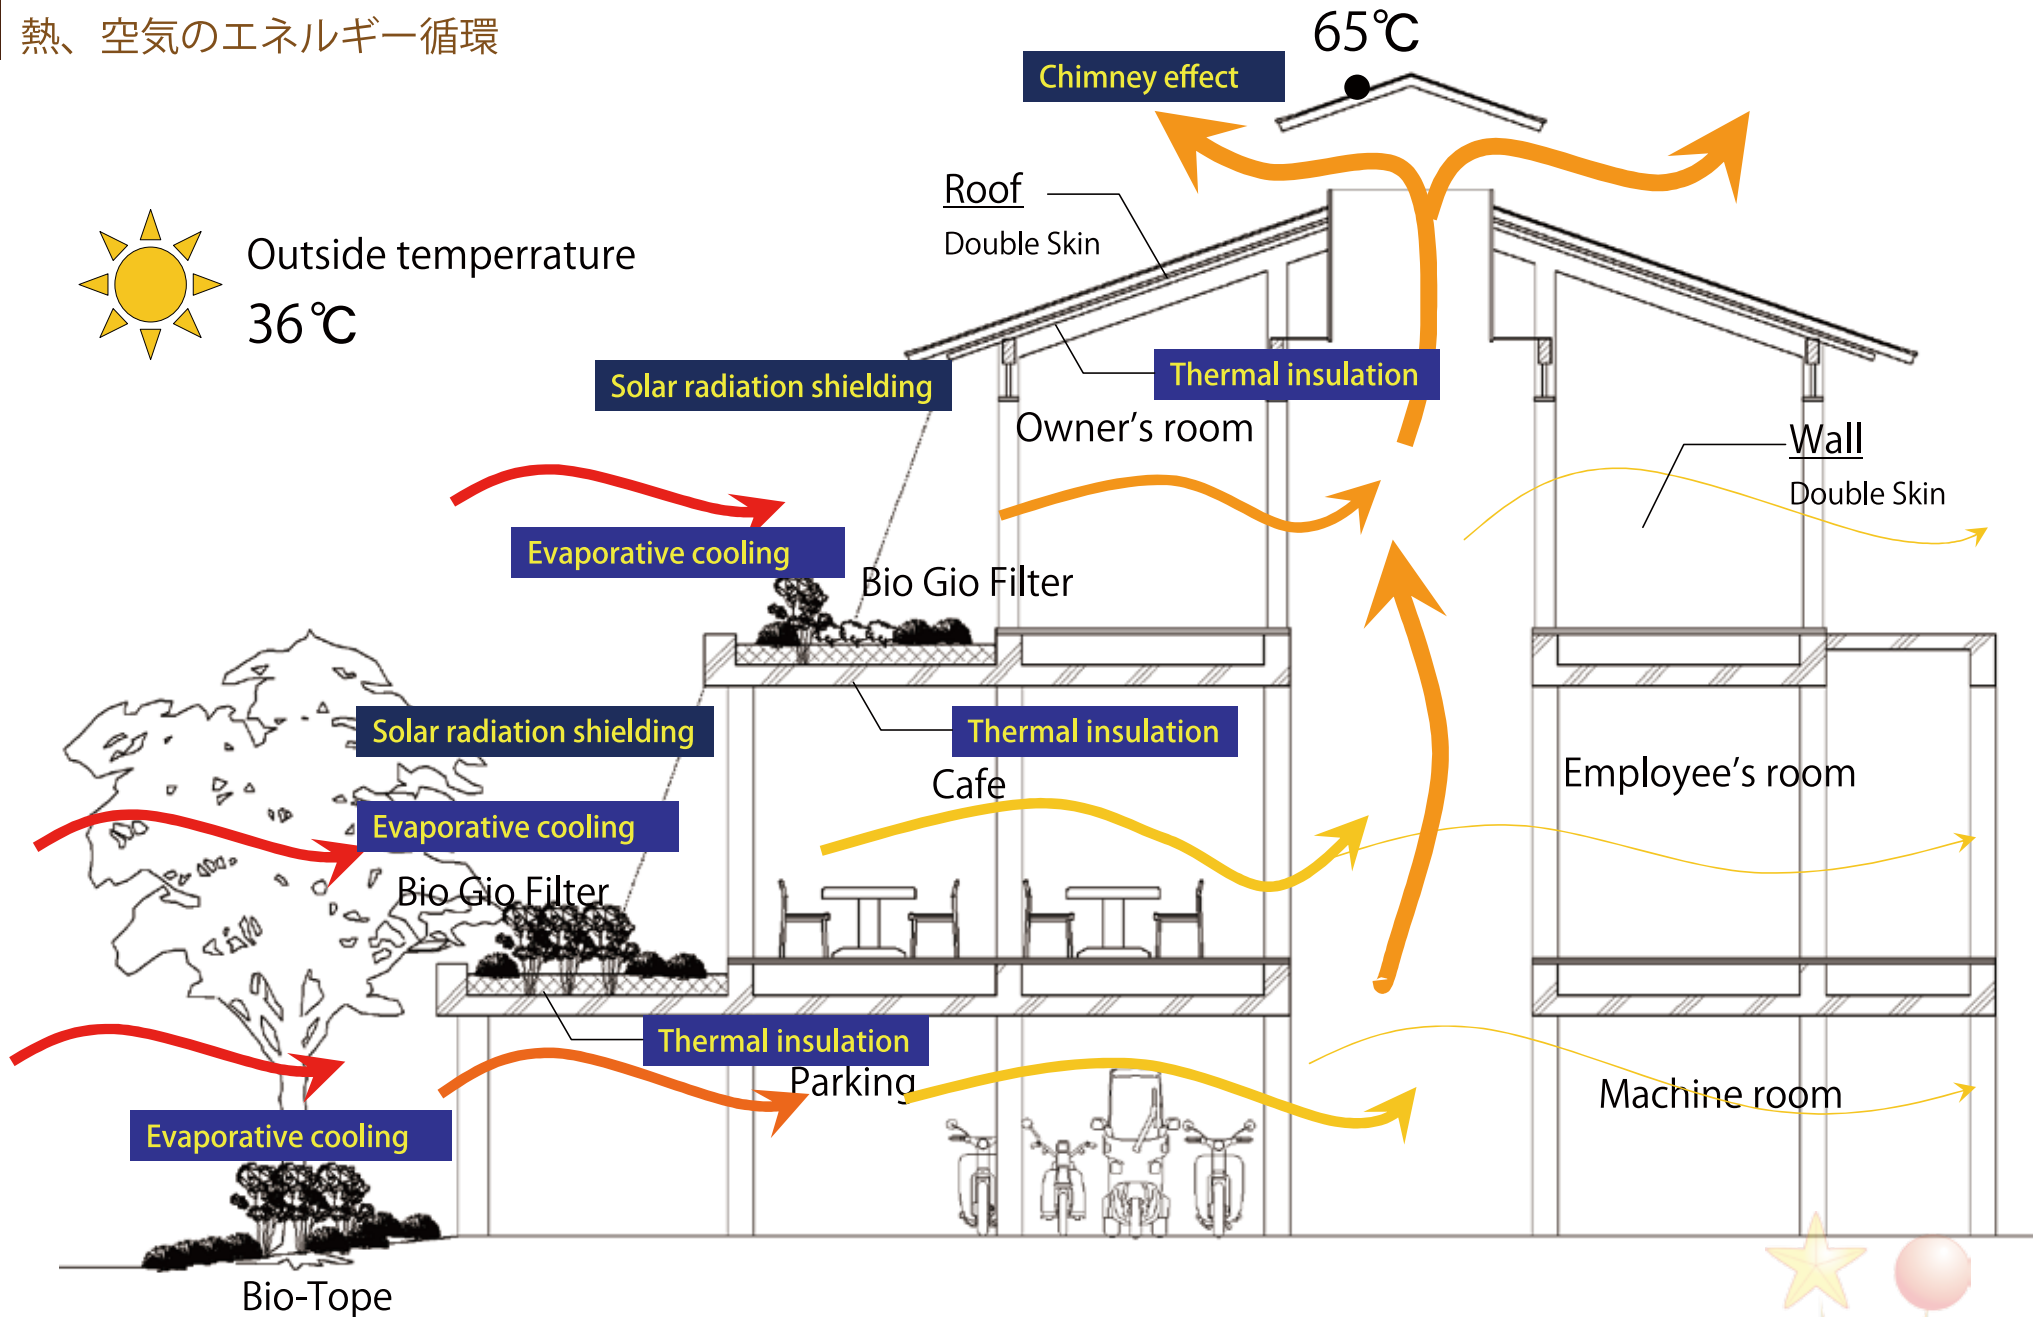 熱、空気のエネルギー循環
65℃
Chimney effect
Roof
Double Skin
Outside temperrature
36℃
Solar radiation shielding
Thermal insulation
Owner's room
Wall
Double Skin
Evaporative cooling
Bio Gio Filter
Solar radiation shielding
Thermal insulation
Cafe
Employee's room
Evaporative cooling
Bio Gio Filter
Thermal insulation
Parking
Machine room
Evaporative cooling
Bio-Tope